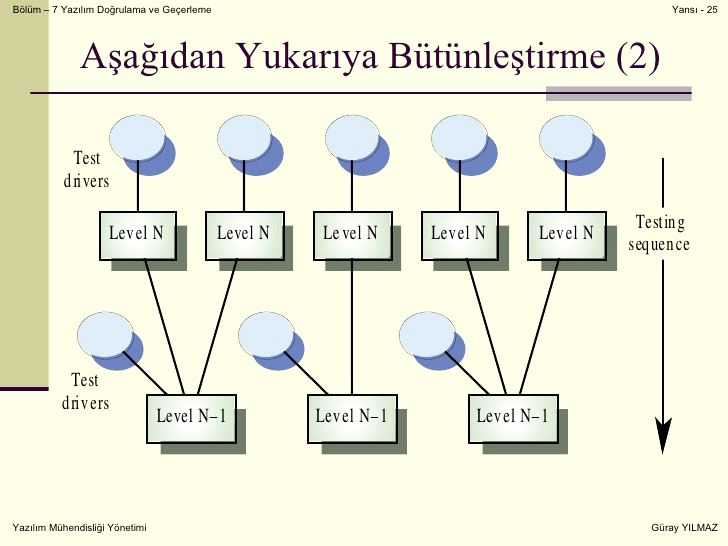 Bölüm – 7 Yazılım Doğrulama ve Geçerleme
Yansı - 25
Aşağıdan Yukarıya Bütünleştirme (2)
Test
drivers
Level N
Level N
Level N
Level N
Level N
Testing
sequence
Test
drivers
Level N–1
Level N–1
Level N–1
Yazılım Mühendisliği Yönetimi
Güray YILMAZ